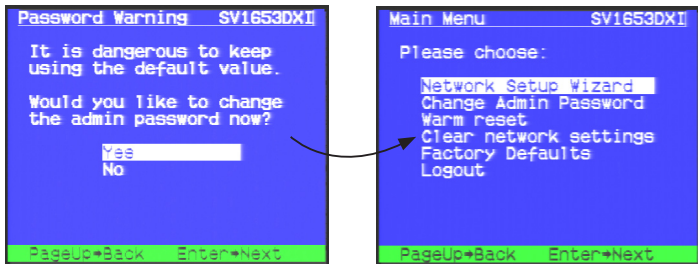 Password Warning SV1653DXI
It is dangerous to keep
using the default value.
Would you like to change
the admin password now?
Yes
No
PageUp➡Back Enter➡Next
Main Menu SV1653DXI
Please choose:
Network Setup Wizard
Change Admin Password
Warm reset
Clear network settings
Factory Defaults
Logout
PageUp➡Back Enter➡Next